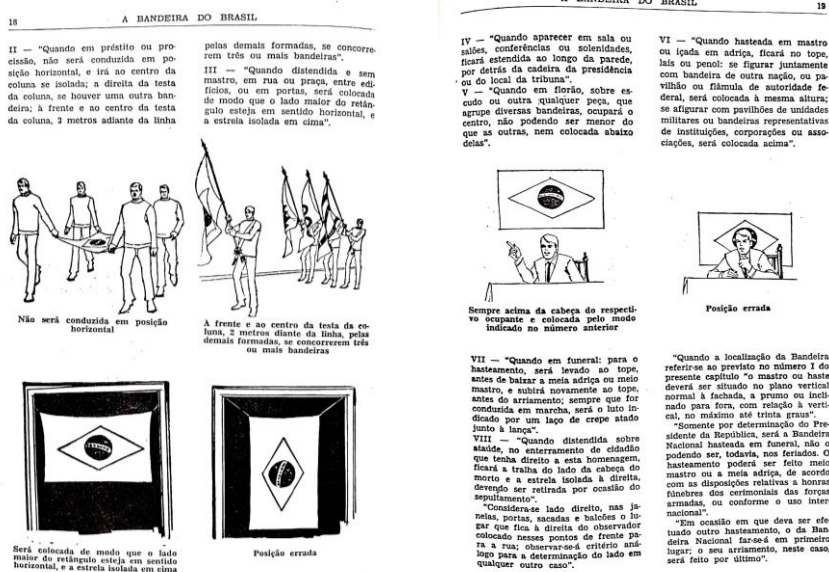 18
A BANDEIRA DO BRASIL
II — "Quando em préstito ou pro-
cissão, não será conduzida em po-
sição horizontal, e irá ao centro da
coluna se isolada; a direita da testa
da coluna, se houver uma outra ban-
deira; à frente e ao centro da testa
da coluna, 2 metros adiante da linha
pelas demais formadas, se concorre-
rem três ou mais bandeiras".
III — "Quando distendida e sem
mastro, em rua ou praça, entre edi-
fícios, ou em portas, será colocada
de modo que o lado maior do retân-
gulo esteja em sentido horizontal, e
a estrela isolada em cima".
Não será conduzida em posição
horizontal
À frente e ao centro da testa da co-
luna, 2 metros diante da linha, pelas
demais formadas, se concorrerem três
ou mais bandeiras
Será colocada de modo que o lado
maior do retângulo esteja em sentido
horizontal, e a estrela isolada em cima
Posição errada
A BANDEIRA DO BRASIL
19
IV — "Quando aparecer em sala ou
salões, conferências ou solenidades,
ficará estendida ao longo da parede,
por detrás da cadeira da presidência
ou do local da tribuna".
V — "Quando em florão, sobre es-
cudo ou outra qualquer peça, que
agrupe diversas bandeiras, ocupará o
centro, não podendo ser menor do
que as outras, nem colocada abaixo
delas".
VI — "Quando hasteada em mastro
ou içada em adriça, ficará no tope,
lais ou penol: se figurar juntamente
com bandeira de outra nação, ou pa-
vilhão ou flâmula de autoridade fe-
deral, será colocada à mesma altura;
se afigurar com pavilhões de unidades
militares ou bandeiras representativas
de instituições, corporações ou asso-
ciações, será colocada acima".
Sempre acima da cabeça do respecti-
vo ocupante e colocada pelo modo
indicado no número anterior
Posição errada
VII — "Quando em funeral: para o
hasteamento, será levado ao tope,
antes de baixar a meia adriça ou meio
mastro, e subirá novamente ao tope,
antes do arriamento; sempre que for
conduzida em marcha, será o luto in-
dicado por um laço de crepe atado
junto à lança".
VIII — "Quando distendida sobre
ataúde, no enterramento de cidadão
que tenha direito a esta homenagem,
ficará a tralha do lado da cabeça do
morto e a estrela isolada à direita,
devendo ser retirada por ocasião do
sepultamento".
"Considera-se lado direito, nas ja-
nelas, portas, sacadas e balcões o lu-
gar que fica à direita do observador
colocado nesses pontos de frente pa-
ra a rua; observar-se-á critério aná-
logo para a determinação do lado em
qualquer outro caso".
"Quando a localização da Bandeira
referir-se ao previsto no número I do
presente capítulo "o mastro ou haste
deverá ser situado no plano vertical
normal à fachada, a prumo ou incli-
nado para fora, com relação à verti-
cal, no máximo até trinta graus".
"Somente por determinação do Pre-
sidente da República, será a Bandeira
Nacional hasteada em funeral, não o
podendo ser, todavia, nos feriados. O
hasteamento poderá ser feito meio
mastro ou a meia adriça, de acordo
com as disposições relativas a honras
fúnebres dos cerimoniais das forças
armadas, ou conforme o uso inter-
nacional".
"Em ocasião em que deva ser efe-
tuado outro hasteamento, o da Ban
deira Nacional far-se-á em primeiro
lugar; o seu arriamento, neste caso
será feito por último".